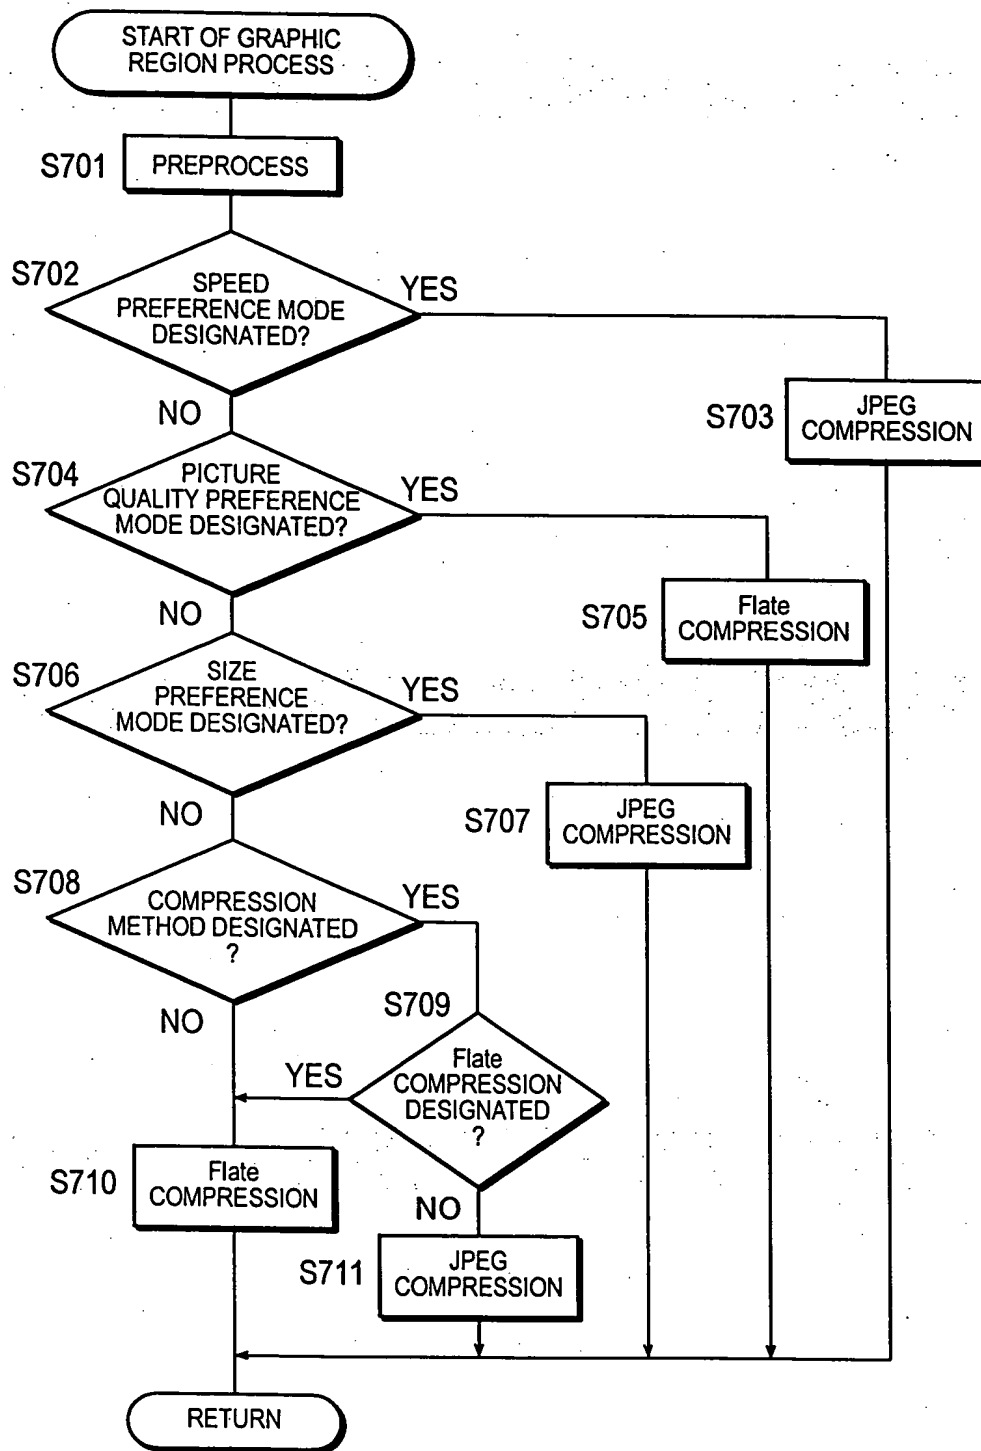 START OF GRAPHIC
REGION PROCESS
S701
PREPROCESS
S702
SPEED
PREFERENCE MODE
DESIGNATED?
YES
NO
S703
JPEG
COMPRESSION
S704
PICTURE
QUALITY PREFERENCE
MODE DESIGNATED?
YES
NO
S705
Flate
COMPRESSION
S706
SIZE
PREFERENCE
MODE DESIGNATED?
YES
NO
S707
JPEG
COMPRESSION
S708
COMPRESSION
METHOD DESIGNATED
?
YES
NO
S709
Flate
COMPRESSION
DESIGNATED
?
YES
NO
S710
Flate
COMPRESSION
S711
JPEG
COMPRESSION
RETURN